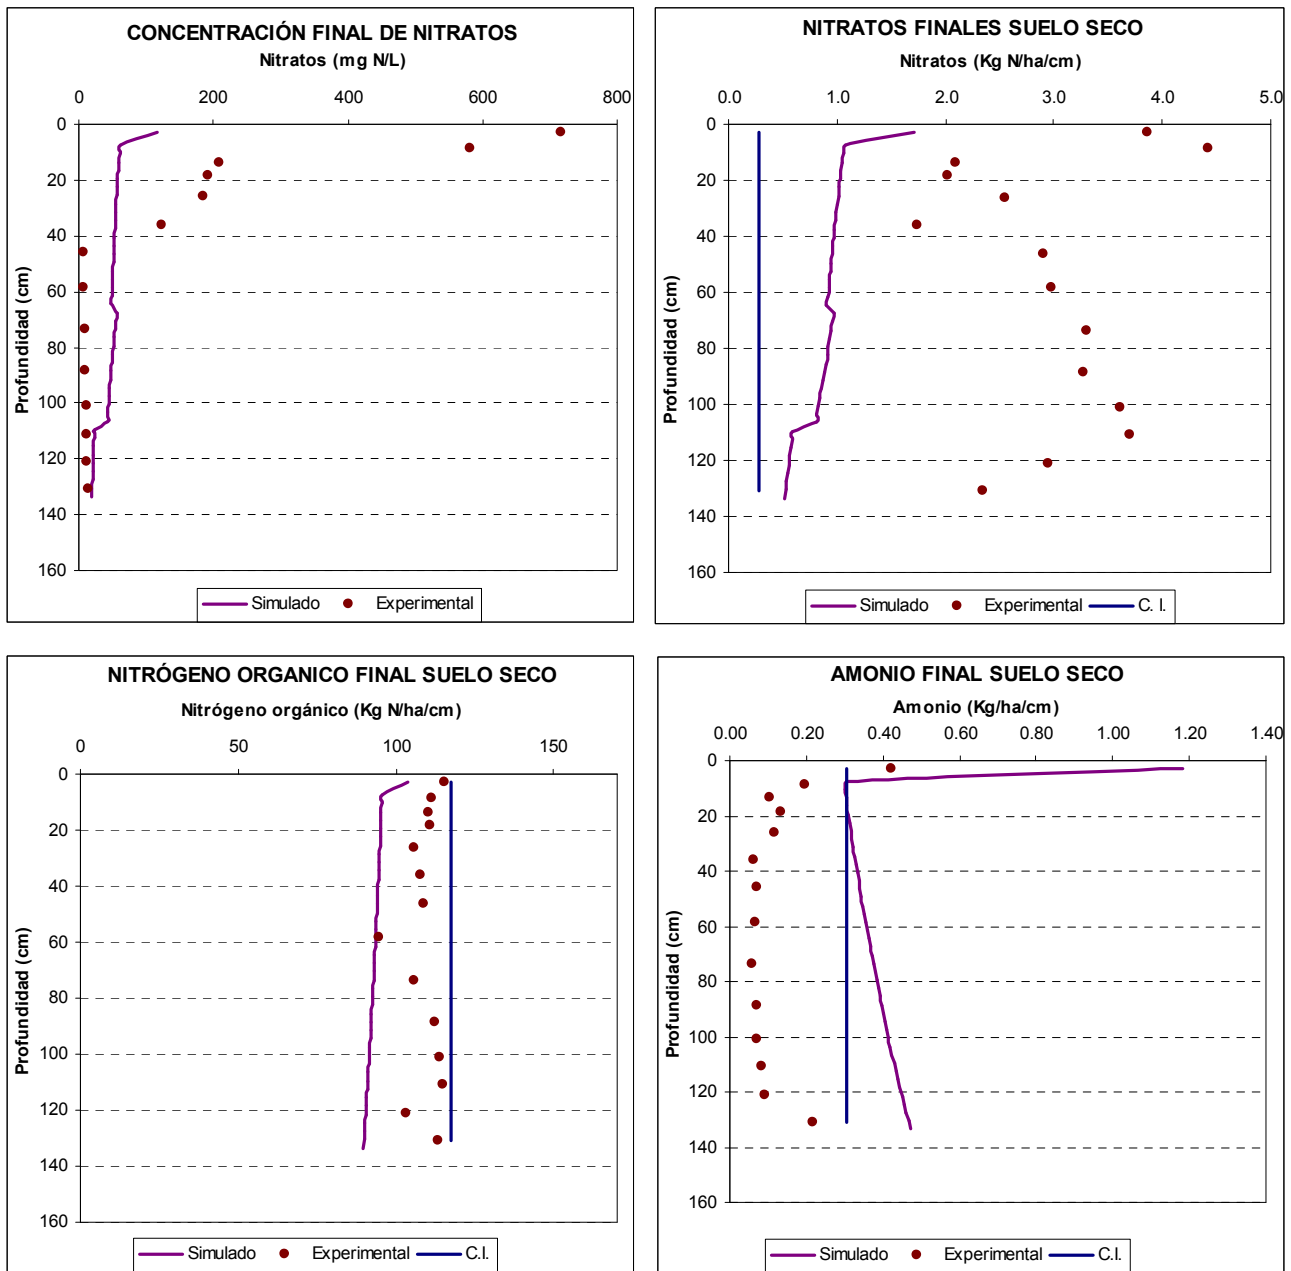 CONCENTRACIÓN FINAL DE NITRATOS
Nitratos (mg N/L)
0 200 400 600 800
0
20
40
60
80
100
120
140
160
Profundidad (cm)
Simulado Experimental
NITRATOS FINALES SUELO SECO
Nitratos (Kg N/ha/cm)
0.0 1.0 2.0 3.0 4.0 5.0
0
20
40
60
80
100
120
140
160
Profundidad (cm)
Simulado Experimental C. I.
NITRÓGENO ORGANICO FINAL SUELO SECO
Nitrógeno orgánico (Kg N/ha/cm)
0 50 100 150
0
20
40
60
80
100
120
140
160
Profundidad (cm)
Simulado Experimental C.I.
AMONIO FINAL SUELO SECO
Amonio (Kg/ha/cm)
0.00 0.20 0.40 0.60 0.80 1.00 1.20 1.40
0
20
40
60
80
100
120
140
160
Profundidad (cm)
Simulado Experimental C.I.